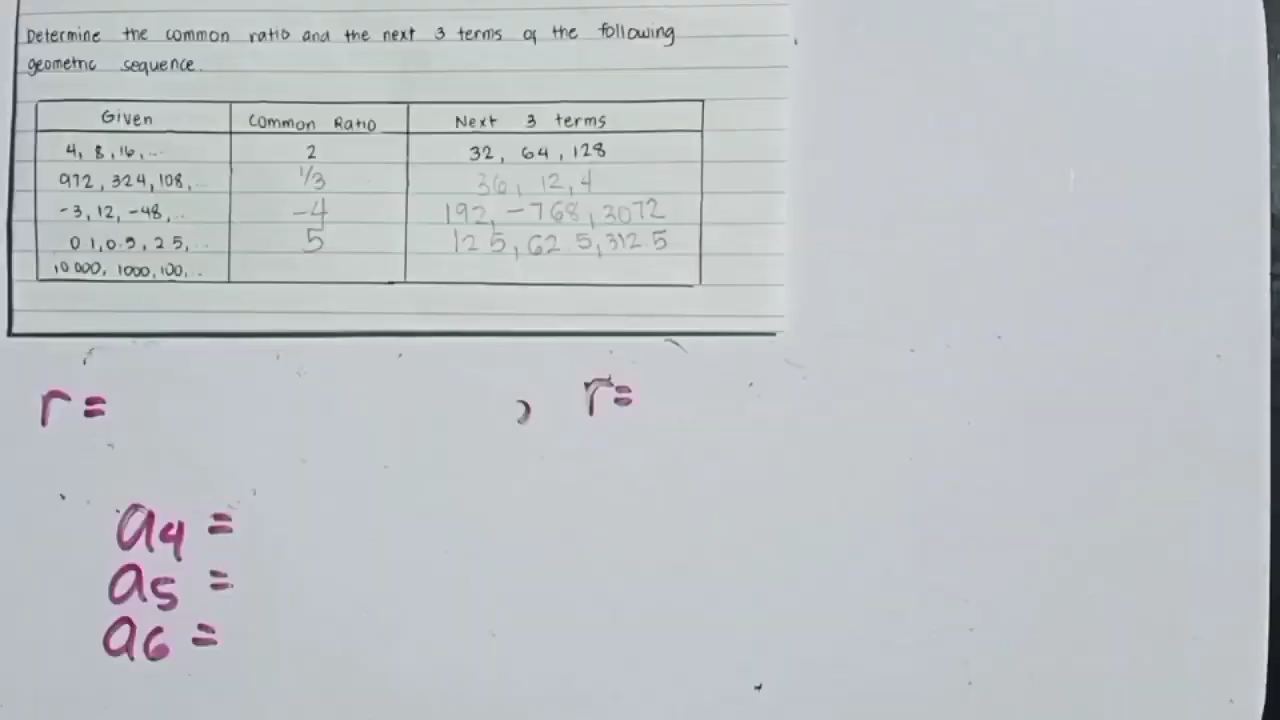 Determine the common ratio and the next 3 terms of the following
geometric sequence.
Given Common Ratio Next 3 terms
4, 8, 16, ... 2 32, 64, 128
972, 324, 108, ... 1/3 36, 12, 4
-3, 12, -48, ... -4 192, -768, 3072
0.1, 0.5, 2.5, ... 5 12.5, 62.5, 312.5
10 000, 1000, 100, ...
r = , r =
a4 =
a5 =
a6 =